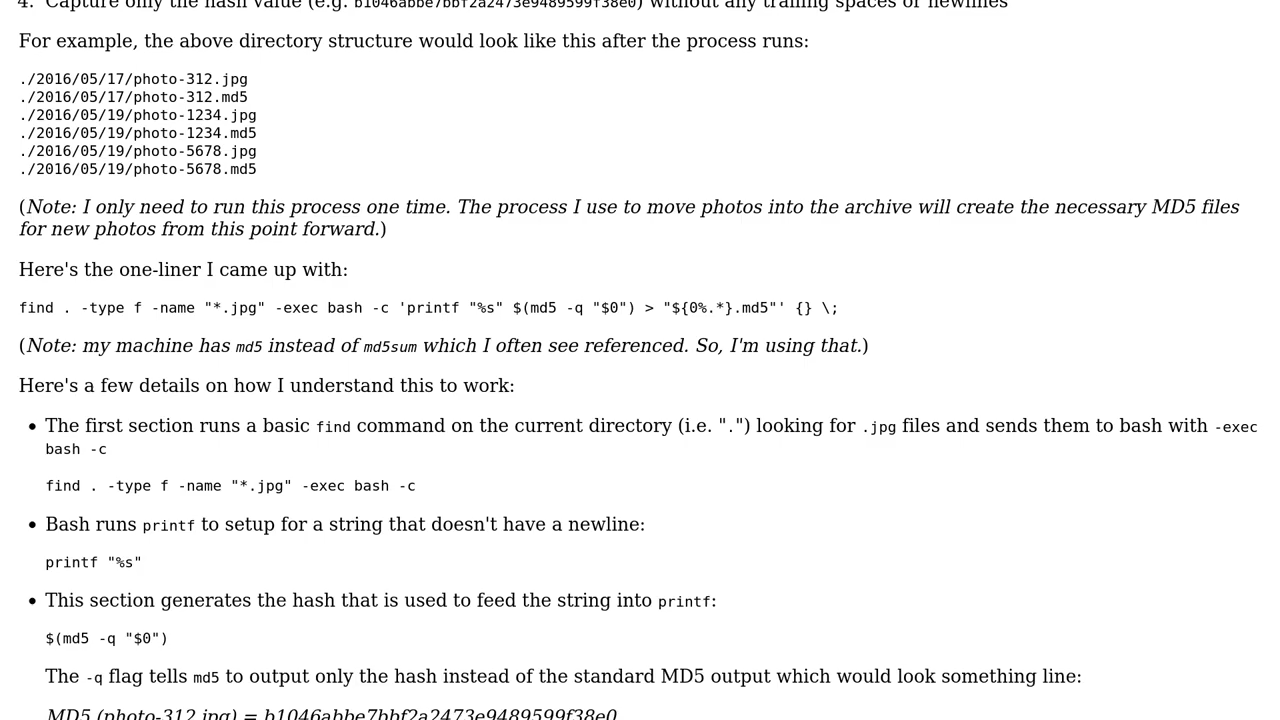 4. Capture only the hash value (e.g. b1046abbe7bbf2a2473e9489599f38e0) without any trailing spaces or newlines
For example, the above directory structure would look like this after the process runs:
./2016/05/17/photo-312.jpg
./2016/05/17/photo-312.md5
./2016/05/19/photo-1234.jpg
./2016/05/19/photo-1234.md5
./2016/05/19/photo-5678.jpg
./2016/05/19/photo-5678.md5
(Note: I only need to run this process one time. The process I use to move photos into the archive will create the necessary MD5 files
for new photos from this point forward.)
Here's the one-liner I came up with:
find . -type f -name "*.jpg" -exec bash -c 'printf "%s" $(md5 -q "$0") > "${0%.*}.md5"' {} \;
(Note: my machine has md5 instead of md5sum which I often see referenced. So, I'm using that.)
Here's a few details on how I understand this to work:
• The first section runs a basic find command on the current directory (i.e. ".") looking for .jpg files and sends them to bash with -exec
bash -c
find . -type f -name "*.jpg" -exec bash -c
• Bash runs printf to setup for a string that doesn't have a newline:
printf "%s"
• This section generates the hash that is used to feed the string into printf:
$(md5 -q "$0")
The -q flag tells md5 to output only the hash instead of the standard MD5 output which would look something line:
MD5 (photo-312.jpg) = b1046abbe7bbf2a2473e9489599f38e0